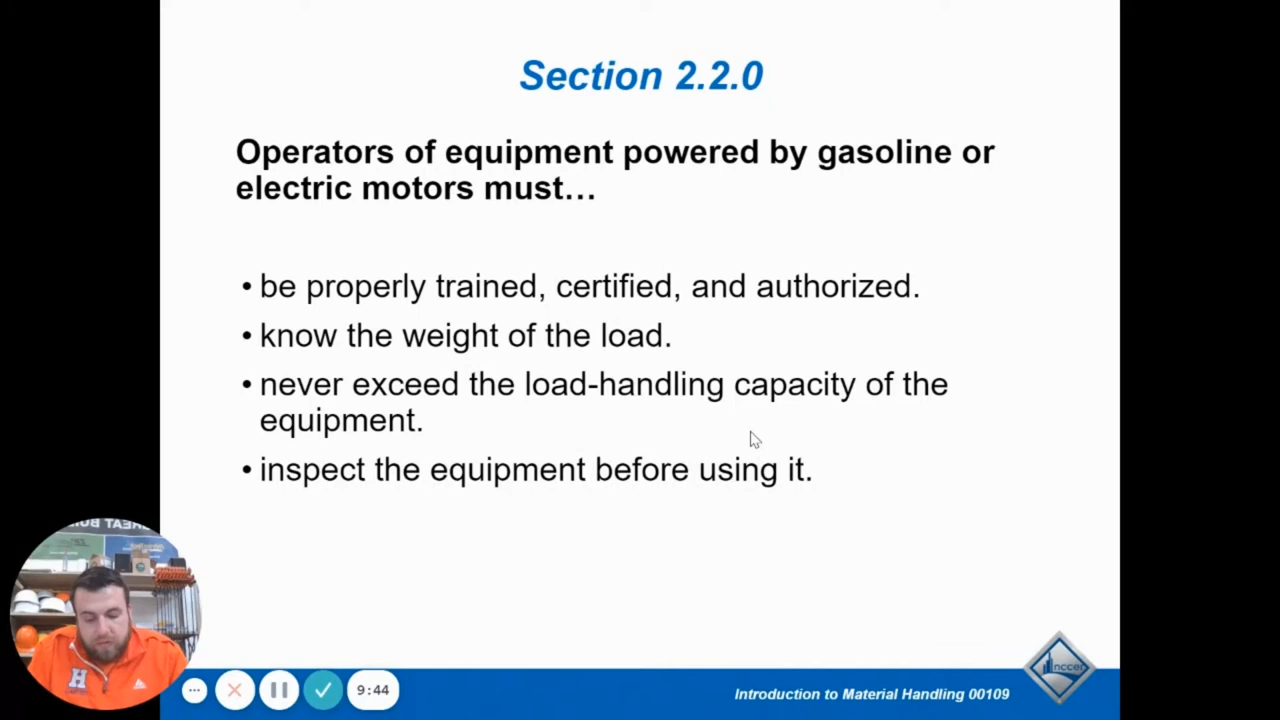 Section 2.2.0
Operators of equipment powered by gasoline or
electric motors must…
• be properly trained, certified, and authorized.
• know the weight of the load.
• never exceed the load-handling capacity of the
equipment.
• inspect the equipment before using it.
H
9:44
Introduction to Material Handling 00109
nccer